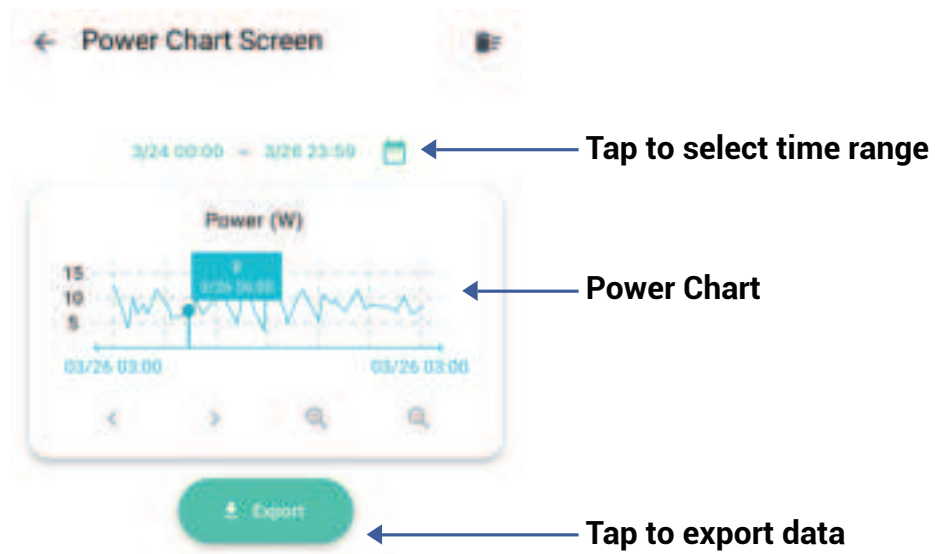 Power Chart Screen
3/24 00:00 ~ 3/26 23:59
Tap to select time range
Power (W)
15
10
5
Power Chart
03/26 03:00 03/26 03:00
Export
Tap to export data